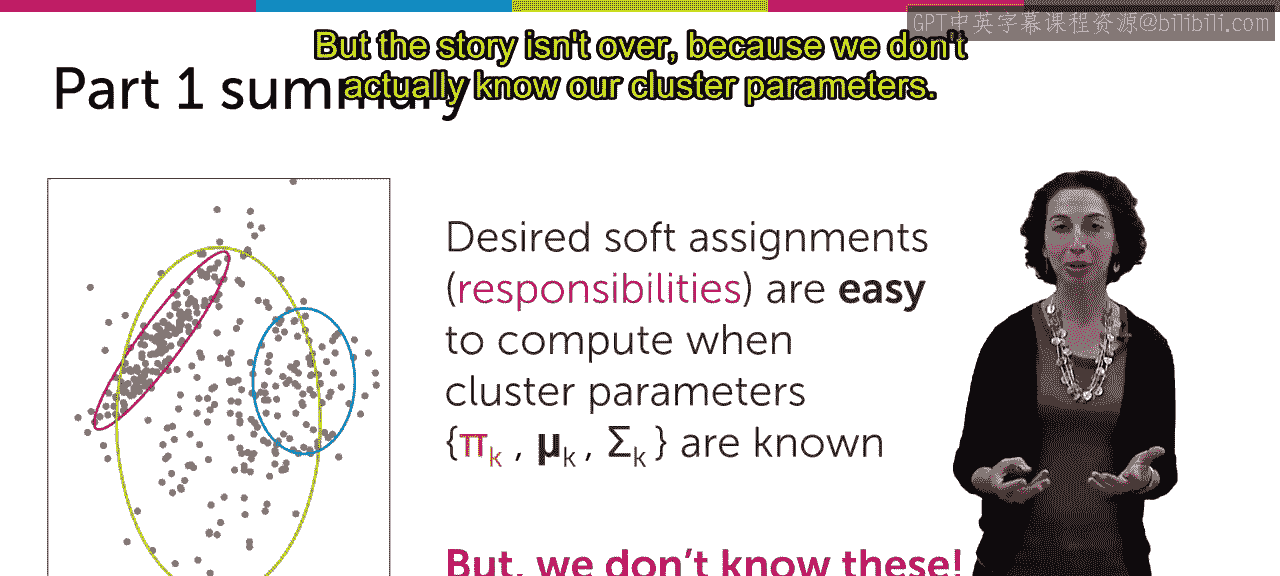 GPT中英字幕课程资源@bilibili.com
But the story isn't over, because we don't
actually know our cluster parameters.
Part 1 summary
Desired soft assignments
(responsibilities) are easy
to compute when
cluster parameters
{πk , μk, Σk} are known
But, we don't know these!